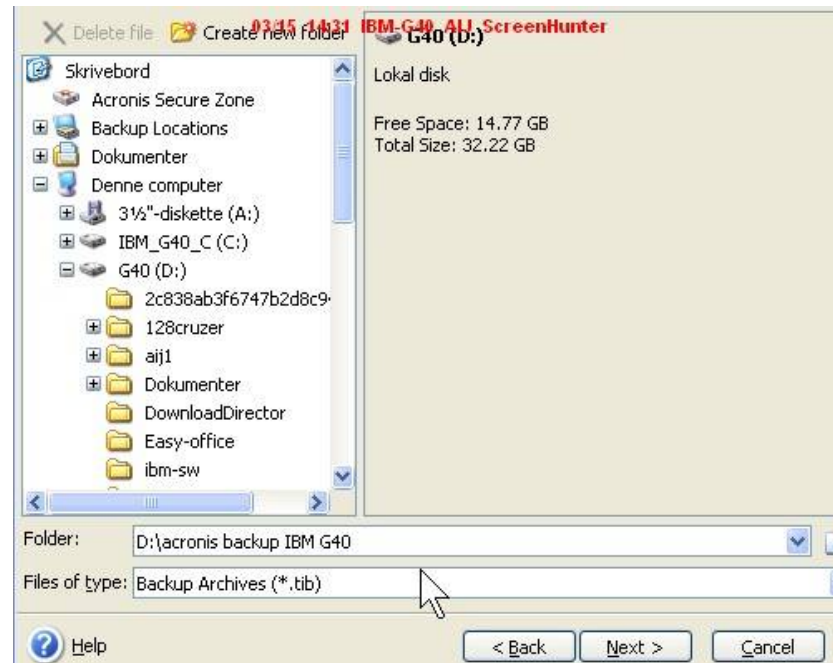 03/15 14:31 IBM-G40_AIJ_ScreenHunter
Delete file Create new folder
Skrivebord
Acronis Secure Zone
Backup Locations
Dokumenter
Denne computer
3½"-diskette (A:)
IBM_G40_C (C:)
G40 (D:)
2c838ab3f6747b2d8c9
128cruzer
aij1
Dokumenter
DownloadDirector
Easy-office
ibm-sw
G40 (D:)
Lokal disk
Free Space: 14.77 GB
Total Size: 32.22 GB
Folder: D:\acronis backup IBM G40
Files of type: Backup Archives (*.tib)
Help < Back Next > Cancel